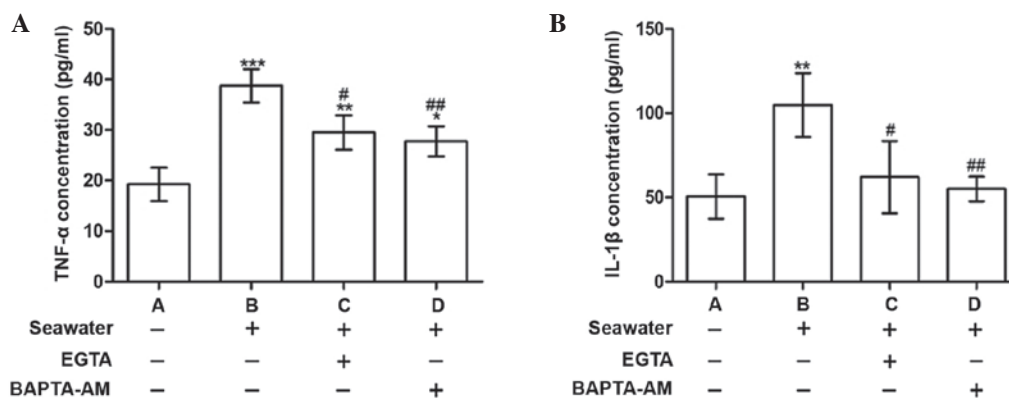 A
TNF-α concentration (pg/ml)
50
40
30
20
10
0
***
#
**
##
*
A B C D
Seawater – + + +
EGTA – – + –
BAPTA-AM – – – +
B
IL-1β concentration (pg/ml)
150
100
50
0
**
#
##
A B C D
Seawater – + + +
EGTA – – + –
BAPTA-AM – – – +